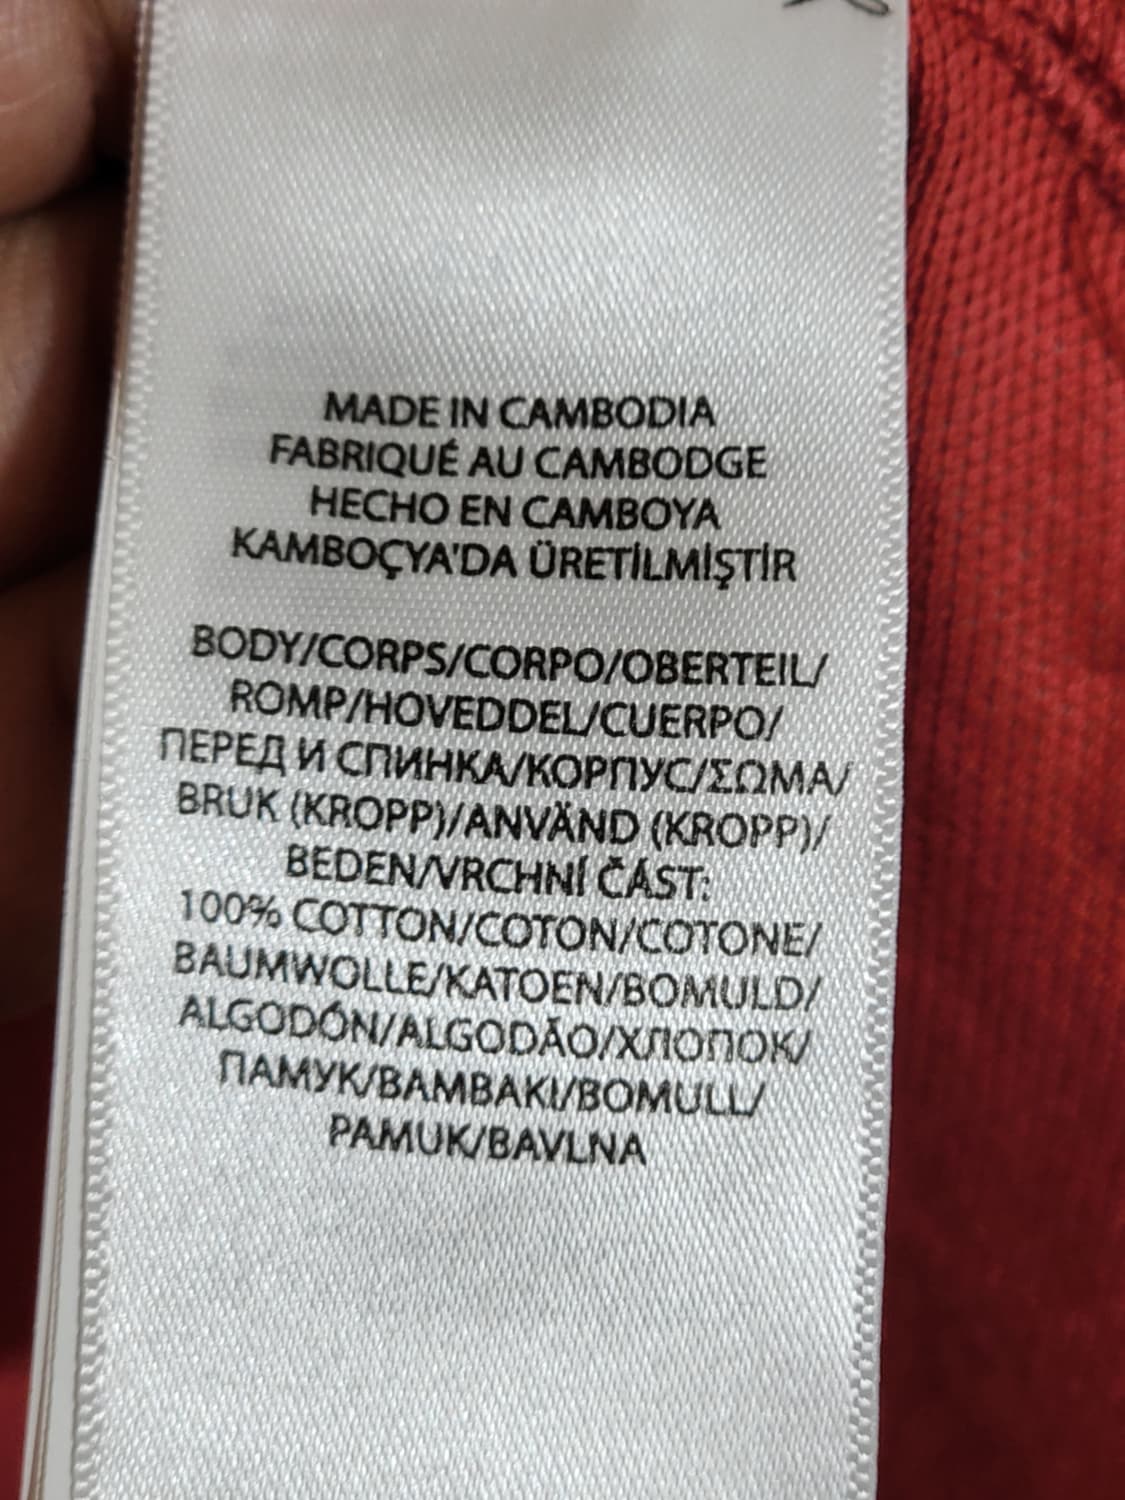 MADE IN CAMBODIA
FABRIQUÉ AU CAMBODGE
HECHO EN CAMBOYA
KAMBOÇYA'DA ÜRETİLMİŞTİR
BODY/CORPS/CORPO/OBERTEIL/
ROMP/HOVEDDEL/CUERPO/
ПЕРЕД И СПИНКА/КОРПУС/ΣΩΜΑ/
BRUK (KROPP)/ANVÄND (KROPP)/
BEDEN/VRCHNÍ ČÁST:
100% COTTON/COTON/COTONE/
BAUMWOLLE/KATOEN/BOMULD/
ALGODÓN/ALGODÃO/ХЛОПОК/
ПАМУК/BAMBAKI/BOMULL/
PAMUK/BAVLNA